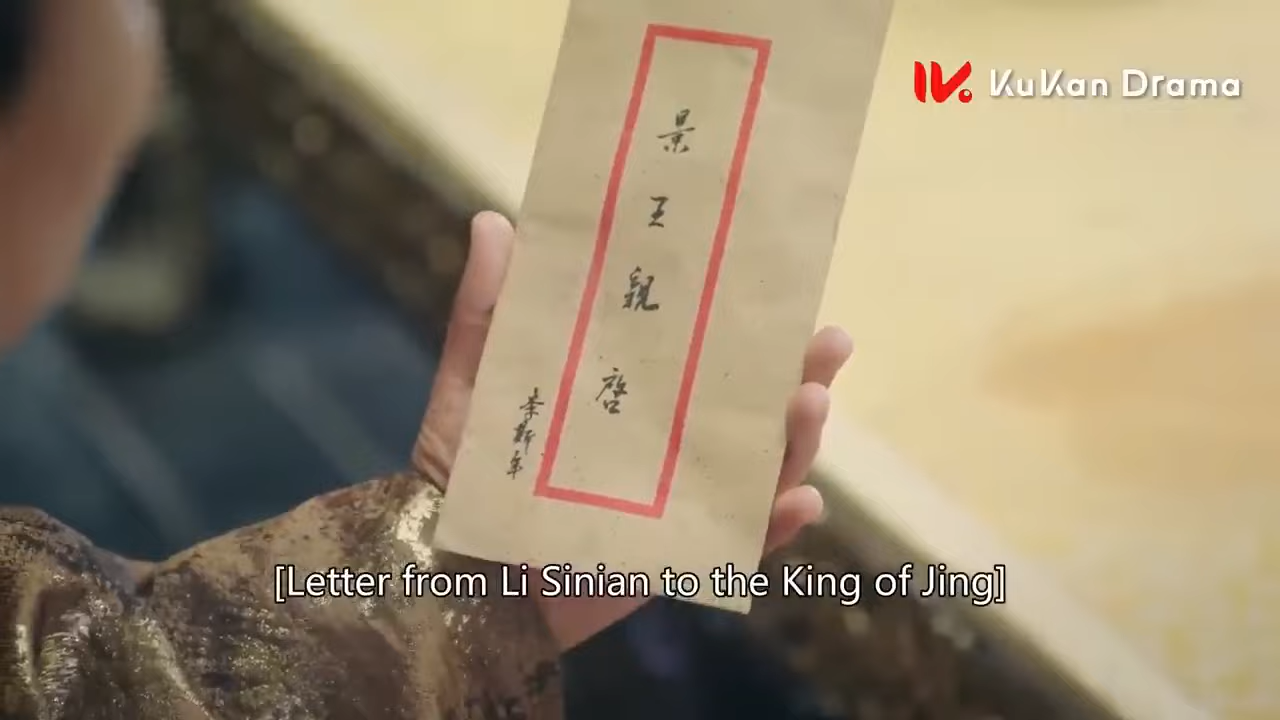 KuKan Drama
景王親啓
李斯年
[Letter from Li Sinian to the King of Jing]